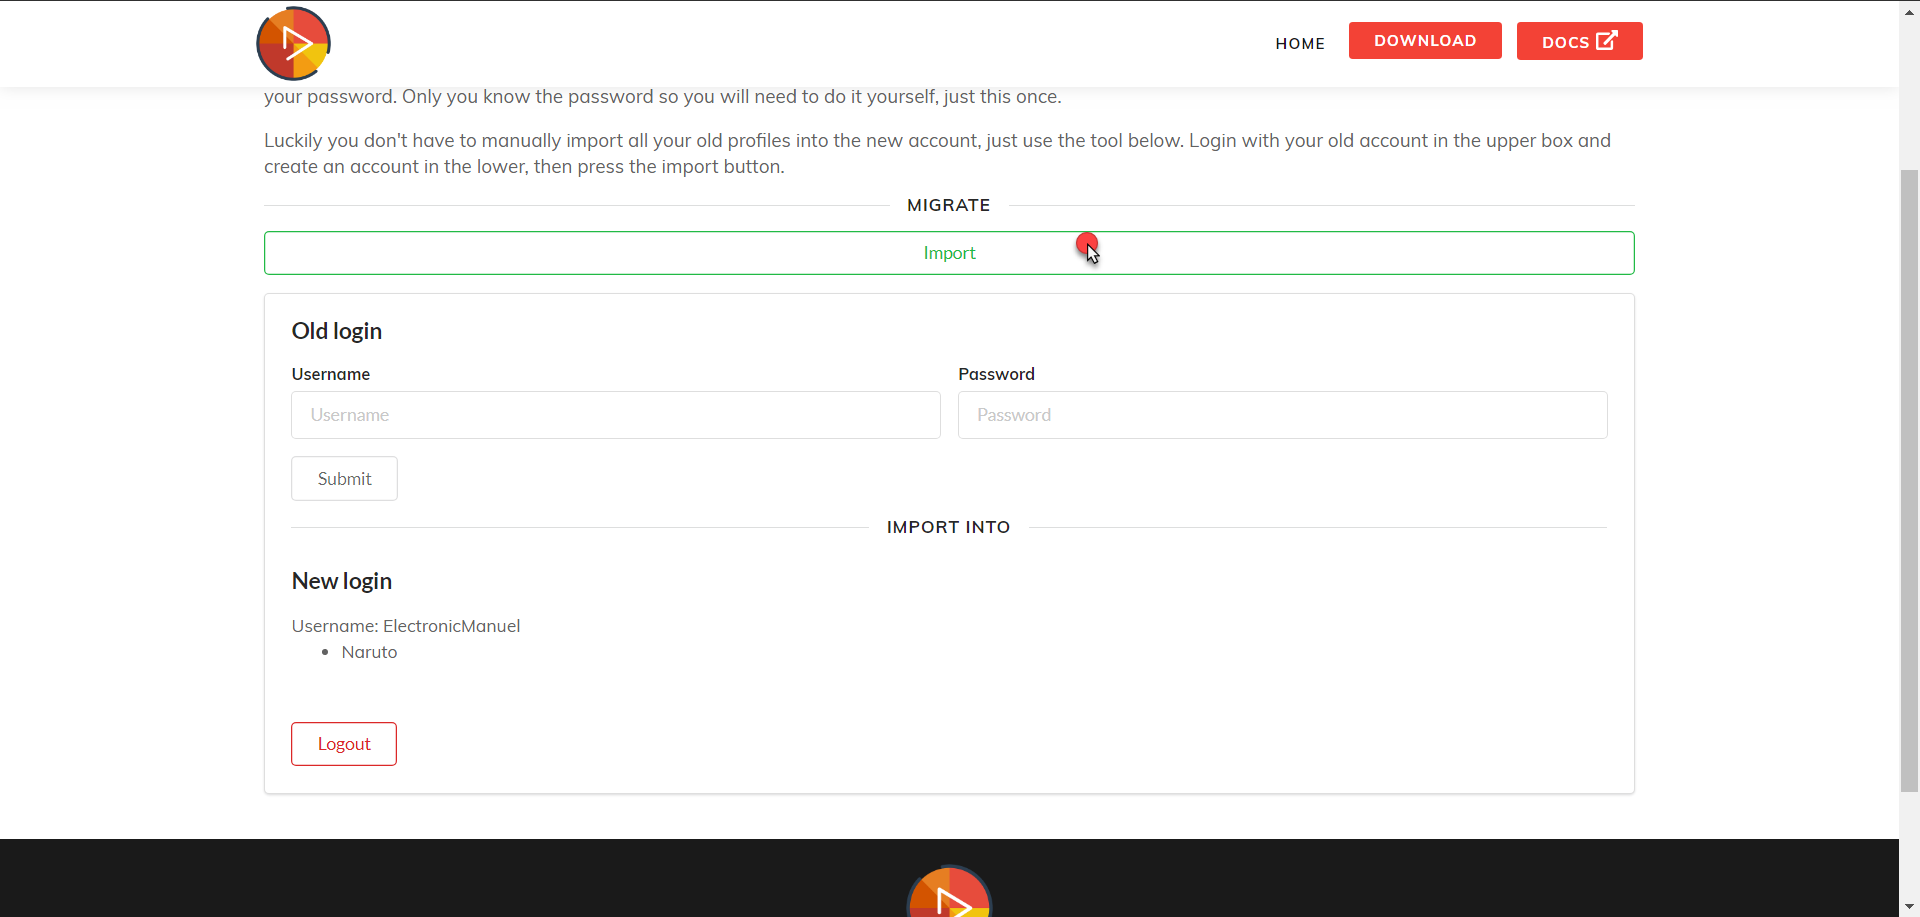 HOME
DOWNLOAD
DOCS
your password. Only you know the password so you will need to do it yourself, just this once.
Luckily you don't have to manually import all your old profiles into the new account, just use the tool below. Login with your old account in the upper box and
create an account in the lower, then press the import button.
MIGRATE
Import
Old login
Username
Password
Username
Password
Submit
IMPORT INTO
New login
Username: ElectronicManuel
Naruto
Logout